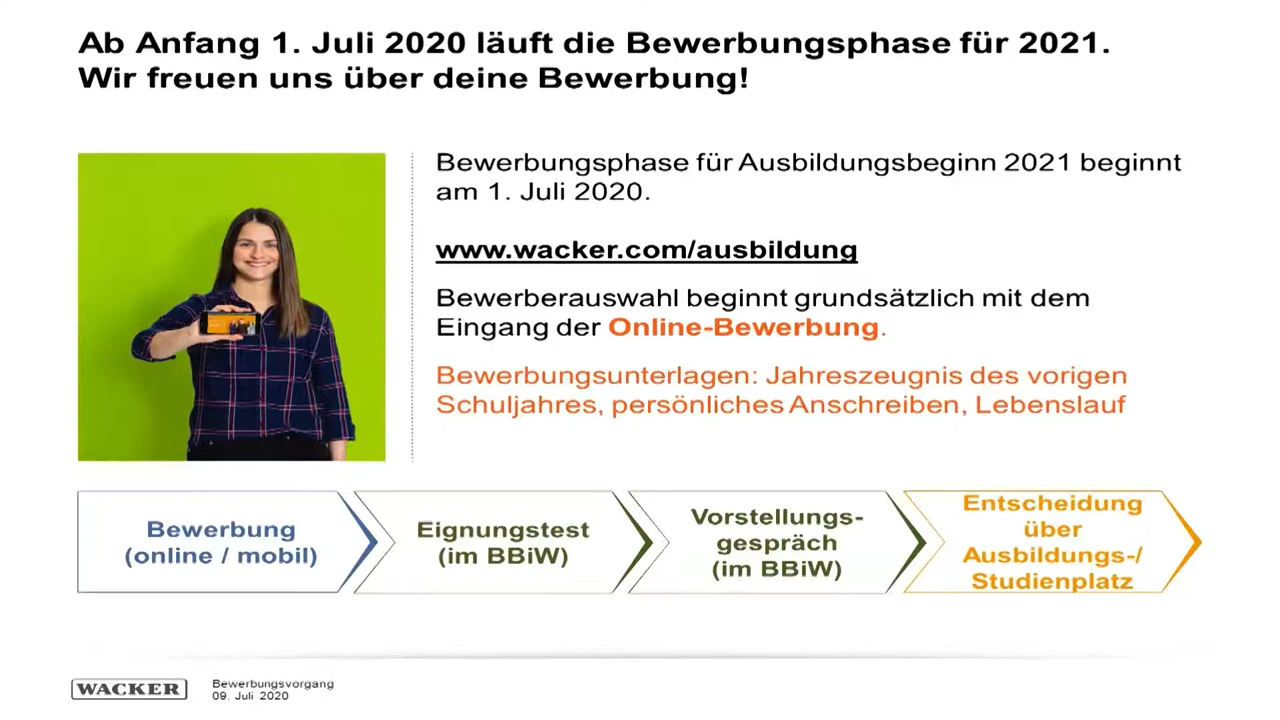 Ab Anfang 1. Juli 2020 läuft die Bewerbungsphase für 2021.
Wir freuen uns über deine Bewerbung!
Bewerbungsphase für Ausbildungsbeginn 2021 beginnt
am 1. Juli 2020.
www.wacker.com/ausbildung
Bewerberauswahl beginnt grundsätzlich mit dem
Eingang der Online-Bewerbung.
Bewerbungsunterlagen: Jahreszeugnis des vorigen
Schuljahres, persönliches Anschreiben, Lebenslauf
Bewerbung
(online / mobil)
Eignungstest
(im BBiW)
Vorstellungs-
gespräch
(im BBiW)
Entscheidung
über
Ausbildungs-/
Studienplatz
WACKER
Bewerbungsvorgang
09. Juli 2020